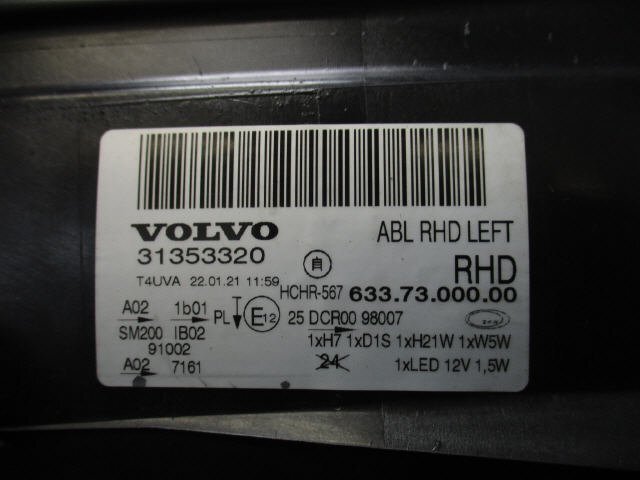 VOLVO
31353320
ABL RHD LEFT
RHD
T4UVA 22.01.21 11:59
自
HCHR-567 633.73.000.00
A02 1b01 PL E12 25 DCR00 98007
SM200 IB02
91002
A02 7161
1xH7 1xD1S 1xH21W 1xW5W
24
1xLED 12V 1,5W